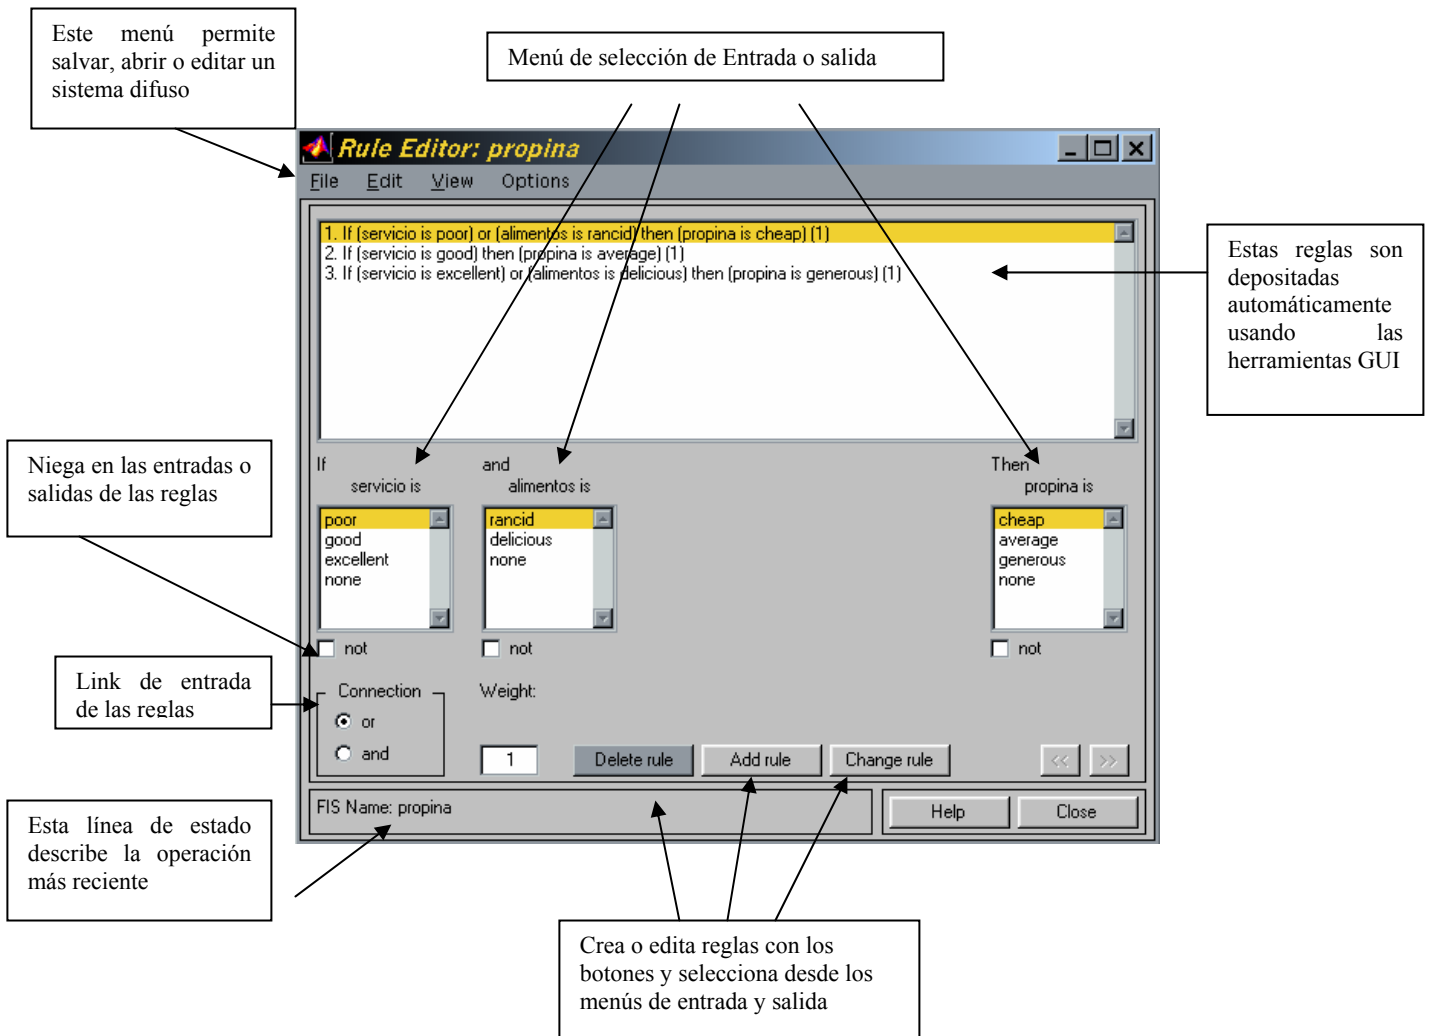 Este menú permite
salvar, abrir o editar un
sistema difuso
Menú de selección de Entrada o salida
Rule Editor: propina
File Edit View Options
1. If (servicio is poor) or (alimentos is rancid) then (propina is cheap) (1)
2. If (servicio is good) then (propina is average) (1)
3. If (servicio is excellent) or (alimentos is delicious) then (propina is generous) (1)
Estas reglas son
depositadas
automáticamente
usando las
herramientas GUI
Niega en las entradas o
salidas de las reglas
If and Then
servicio is alimentos is propina is
poor
good
excellent
none
rancid
delicious
none
cheap
average
generous
none
not not not
Link de entrada
de las reglas
Connection
or
and
Weight:
1 Delete rule Add rule Change rule << >>
FIS Name: propina
Help Close
Esta línea de estado
describe la operación
más reciente
Crea o edita reglas con los
botones y selecciona desde los
menús de entrada y salida